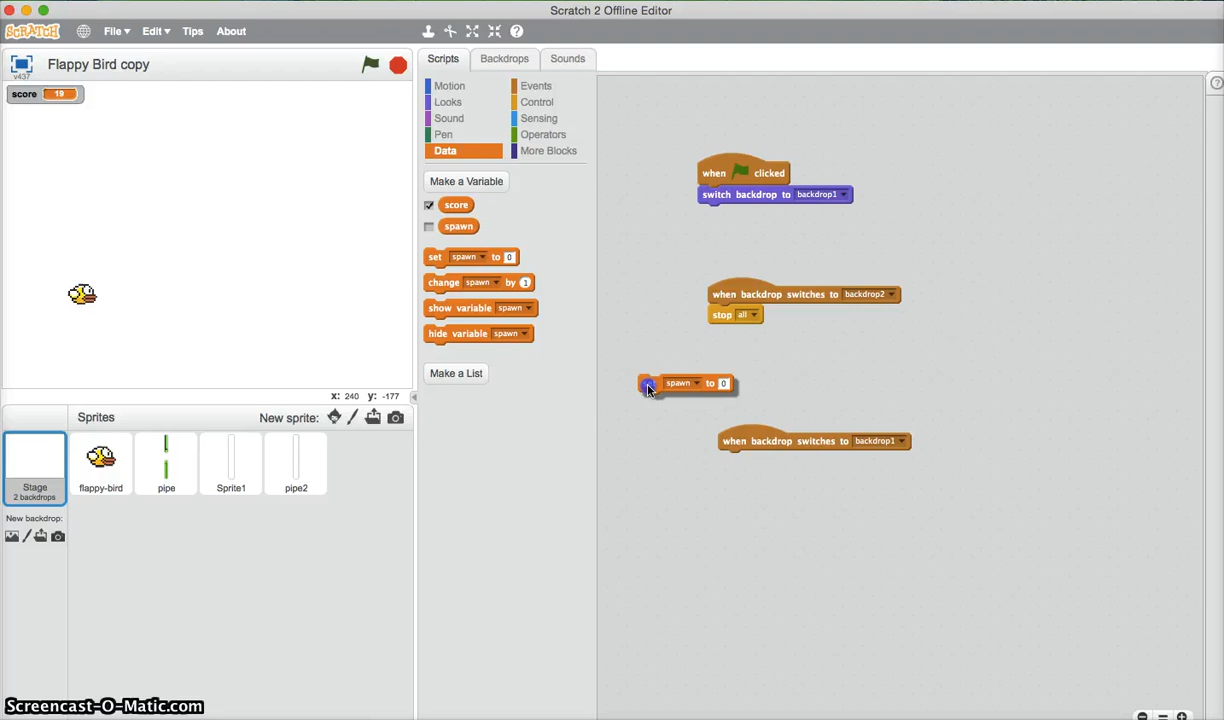 Scratch 2 Offline Editor
SCRATCH File Edit Tips About
Flappy Bird copy
v437
score 19
x: 240 y: -177
Sprites New sprite:
Stage
2 backdrops
flappy-bird pipe Sprite1 pipe2
New backdrop:
Scripts Backdrops Sounds
Motion Events
Looks Control
Sound Sensing
Pen Operators
Data More Blocks
Make a Variable
score
spawn
set spawn to 0
change spawn by 1
show variable spawn
hide variable spawn
Make a List
when clicked
switch backdrop to backdrop1
when backdrop switches to backdrop2
stop all
spawn to 0
when backdrop switches to backdrop1
Screencast-O-Matic.com